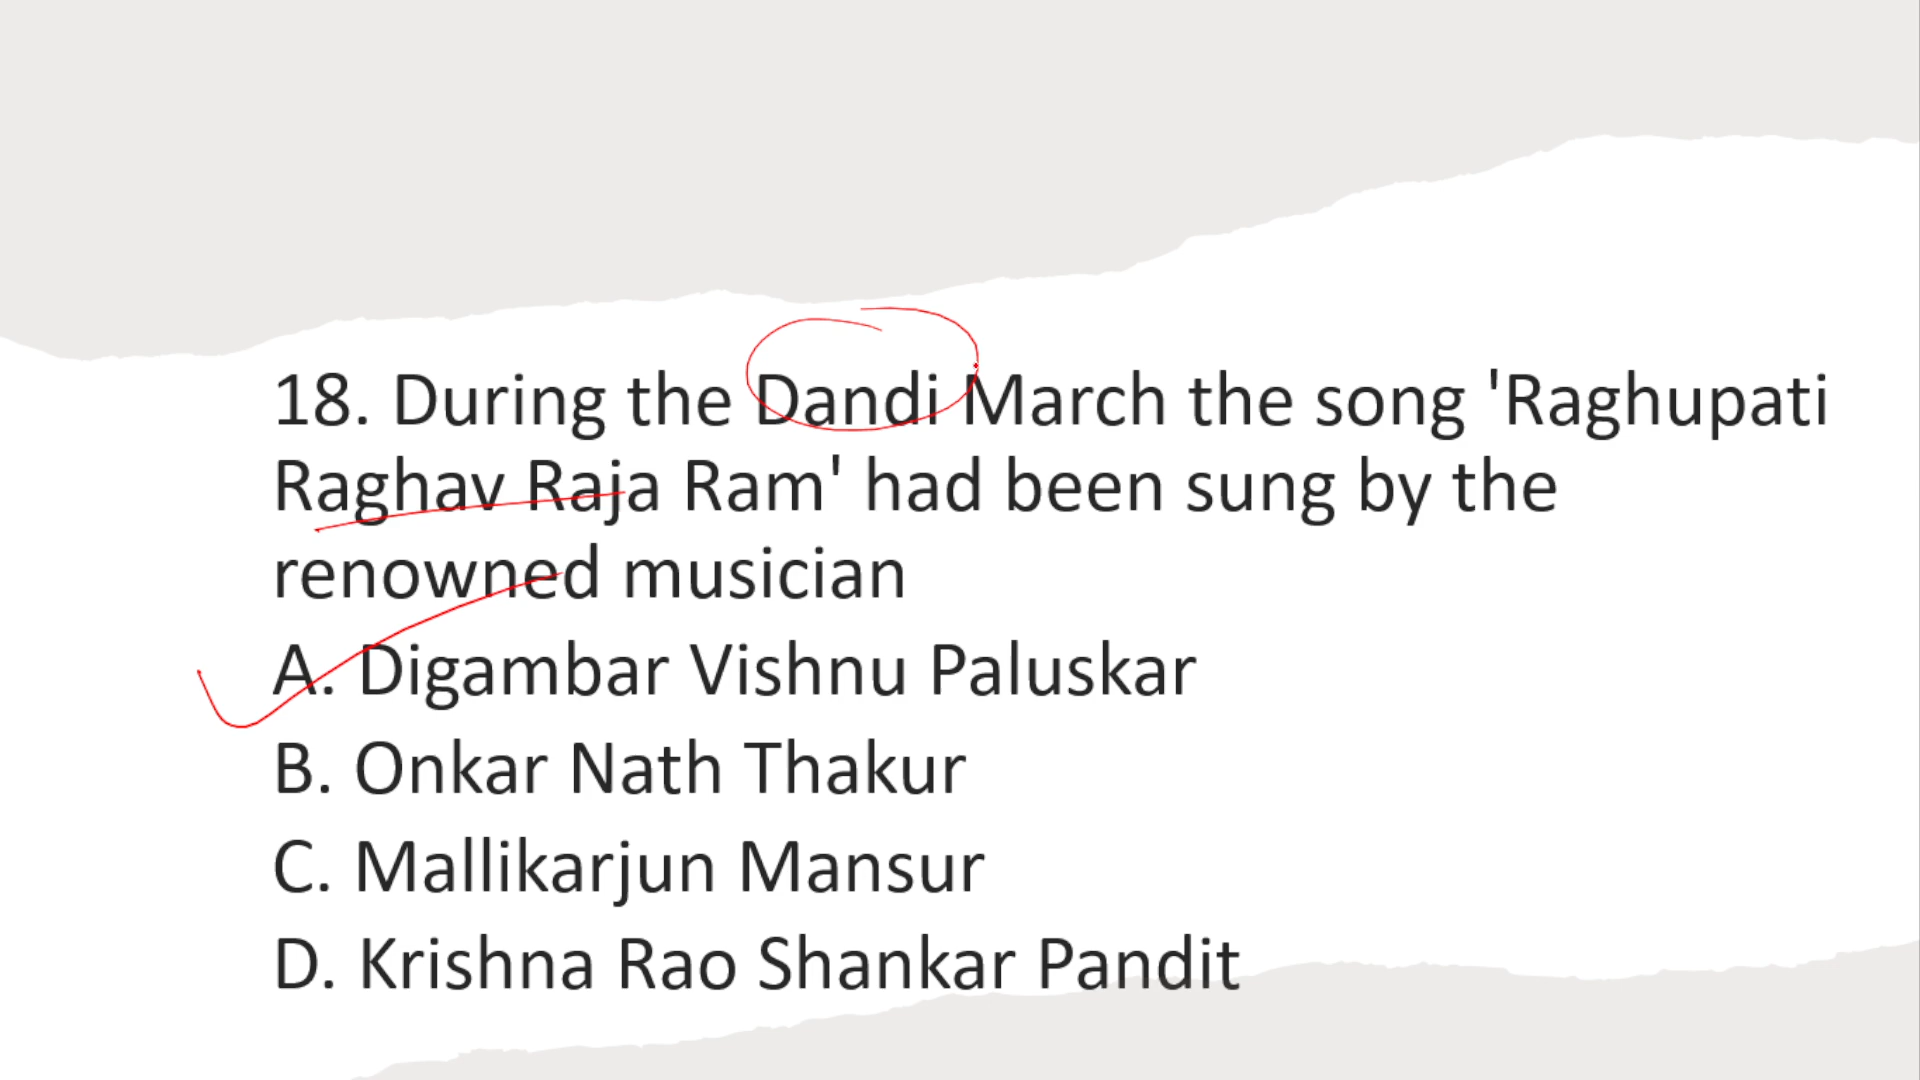 18. During the Dandi March the song 'Raghupati
Raghav Raja Ram' had been sung by the
renowned musician
A. Digambar Vishnu Paluskar
B. Onkar Nath Thakur
C. Mallikarjun Mansur
D. Krishna Rao Shankar Pandit